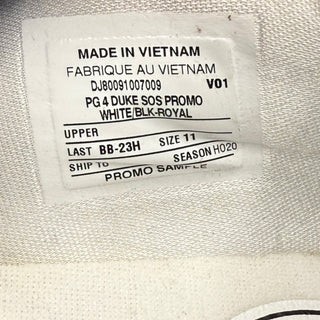 MADE IN VIETNAM
FABRIQUE AU VIETNAM
DJ80091007009 V01
PG 4 DUKE SOS PROMO
WHITE/BLK-ROYAL
UPPER
LAST BB-23H SIZE 11
SHIP TO SEASON HO20
PROMO SAMPLE